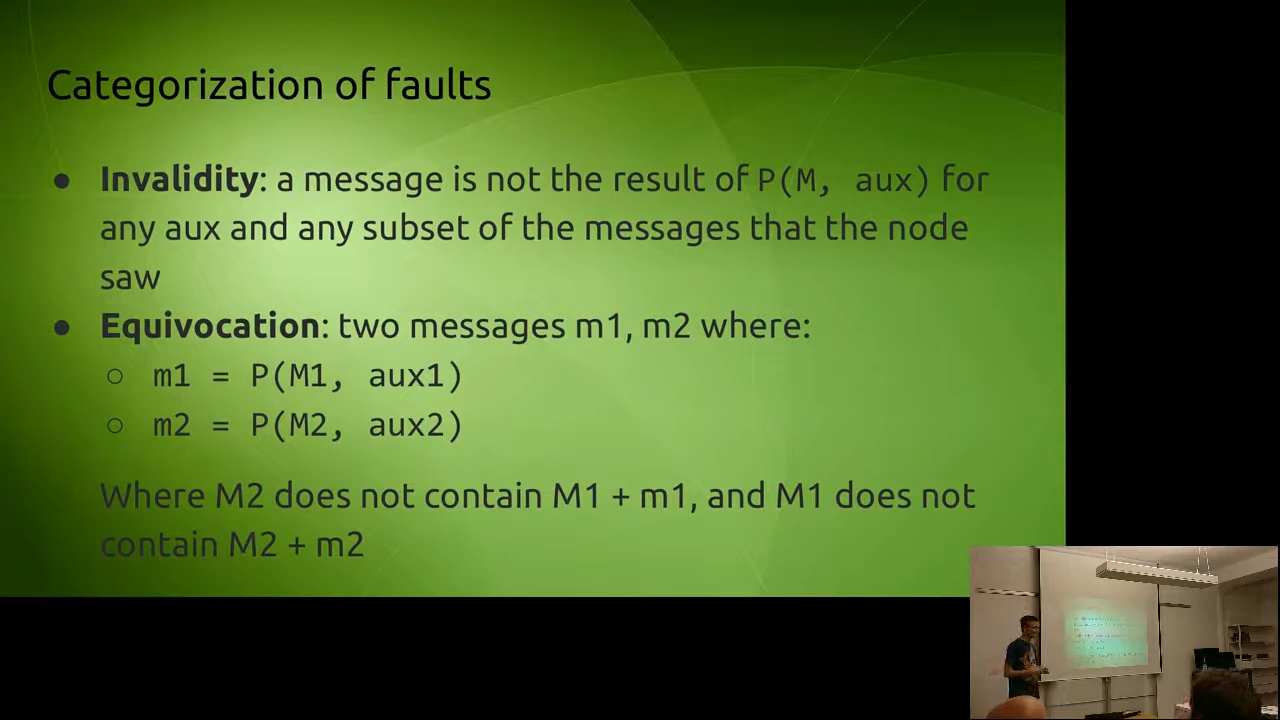 Categorization of faults
● Invalidity: a message is not the result of P(M, aux) for
any aux and any subset of the messages that the node
saw
● Equivocation: two messages m1, m2 where:
○ m1 = P(M1, aux1)
○ m2 = P(M2, aux2)
Where M2 does not contain M1 + m1, and M1 does not
contain M2 + m2